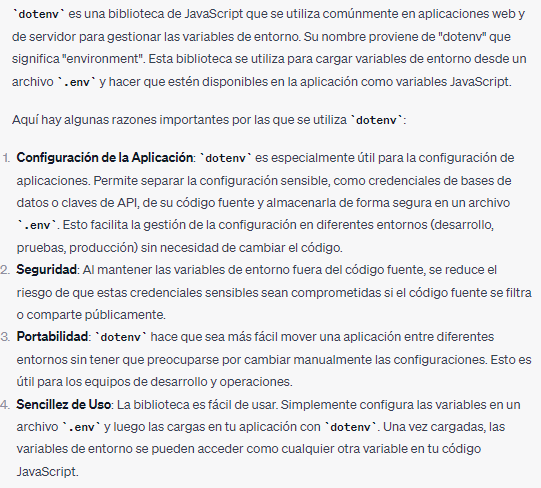 `dotenv` es una biblioteca de JavaScript que se utiliza comúnmente en aplicaciones web y
de servidor para gestionar las variables de entorno. Su nombre proviene de "dotenv" que
significa "environment". Esta biblioteca se utiliza para cargar variables de entorno desde un
archivo `.env` y hacer que estén disponibles en la aplicación como variables JavaScript.
Aquí hay algunas razones importantes por las que se utiliza `dotenv`:
1. Configuración de la Aplicación: `dotenv` es especialmente útil para la configuración de
aplicaciones. Permite separar la configuración sensible, como credenciales de bases de
datos o claves de API, de su código fuente y almacenarla de forma segura en un archivo
`.env`. Esto facilita la gestión de la configuración en diferentes entornos (desarrollo,
pruebas, producción) sin necesidad de cambiar el código.
2. Seguridad: Al mantener las variables de entorno fuera del código fuente, se reduce el
riesgo de que estas credenciales sensibles sean comprometidas si el código fuente se filtra
o comparte públicamente.
3. Portabilidad: `dotenv` hace que sea más fácil mover una aplicación entre diferentes
entornos sin tener que preocuparse por cambiar manualmente las configuraciones. Esto es
útil para los equipos de desarrollo y operaciones.
4. Sencillez de Uso: La biblioteca es fácil de usar. Simplemente configura las variables en un
archivo `.env` y luego las cargas en tu aplicación con `dotenv`. Una vez cargadas, las
variables de entorno se pueden acceder como cualquier otra variable en tu código
JavaScript.